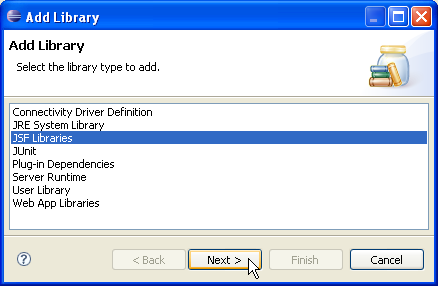 Add Library
Add Library
Select the library type to add.
Connectivity Driver Definition
JRE System Library
JSF Libraries
JUnit
Plug-in Dependencies
Server Runtime
User Library
Web App Libraries
? < Back Next > Finish Cancel